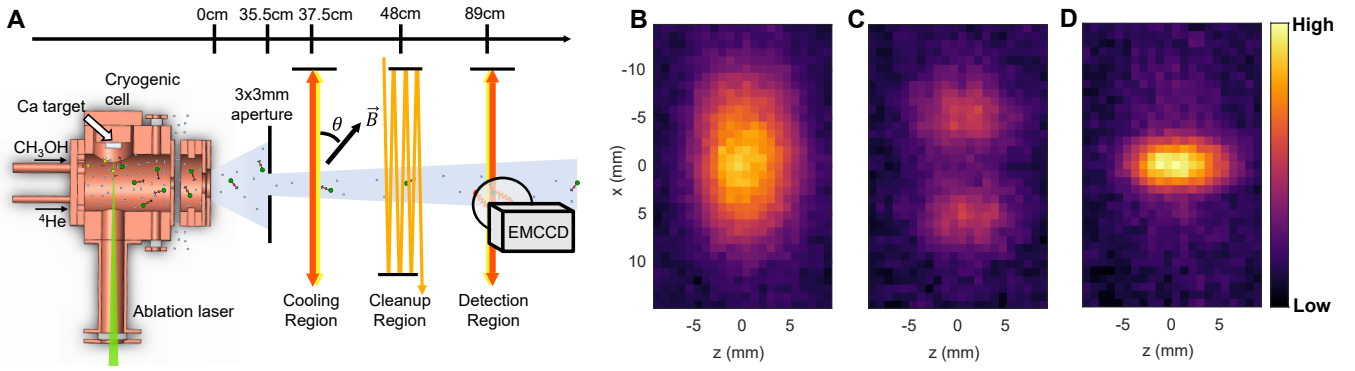 A
0cm 35.5cm 37.5cm 48cm 89cm
Cryogenic
cell
Ca target
3x3mm
aperture
θ
B⃗
CH₃OH
⁴He
EMCCD
Ablation laser
Cooling
Region
Cleanup
Region
Detection
Region
B
-10
-5
0
5
10
x (mm)
-5 0 5
z (mm)
C
-5 0 5
z (mm)
D
-5 0 5
z (mm)
High
Low